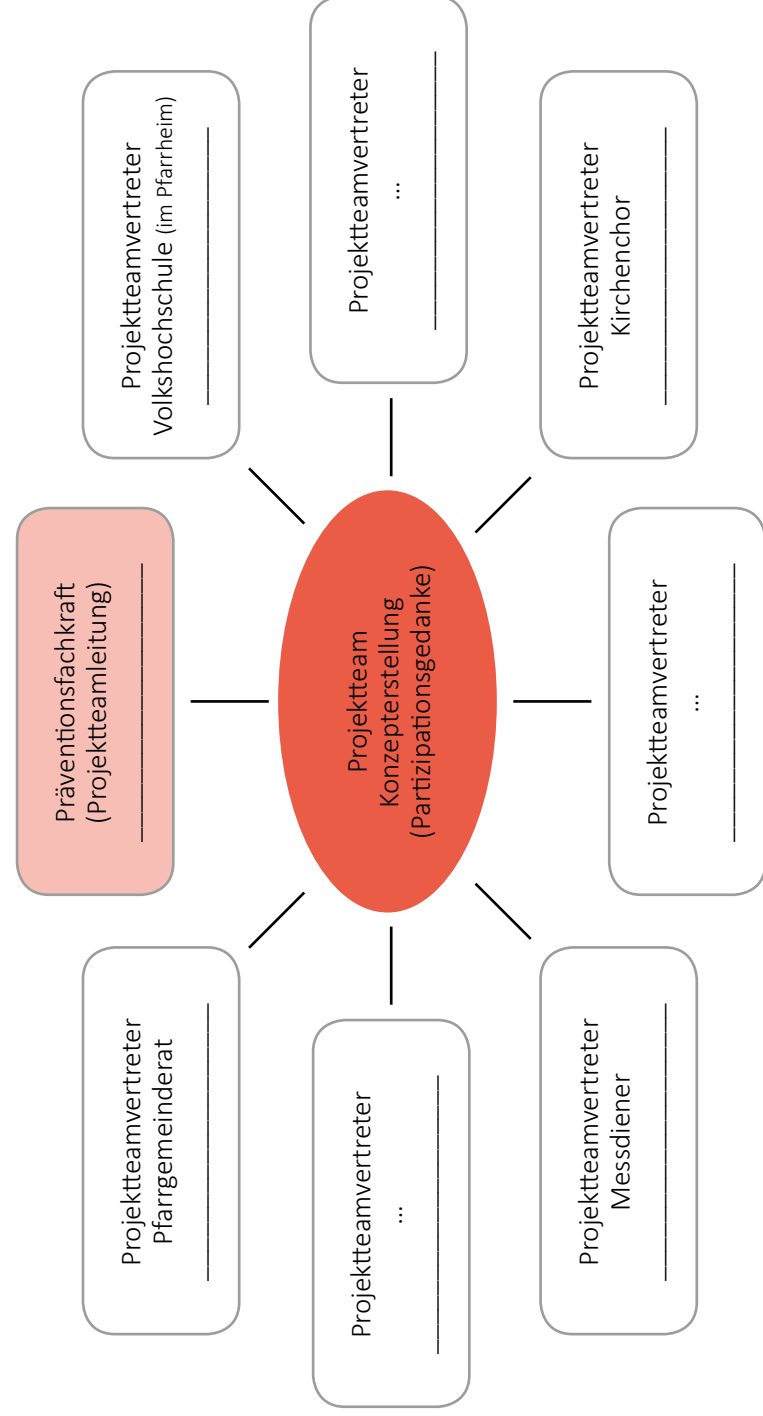 Präventionsfachkraft
(Projektteamleitung)
Projektteamvertreter
Pfarrgemeinderat
Projektteamvertreter
Volkshochschule (im Pfarrheim)
Projektteamvertreter
...
Projektteam
Konzepterstellung
(Partizipationsgedanke)
Projektteamvertreter
...
Projektteamvertreter
Messdiener
Projektteamvertreter
Kirchenchor
Projektteamvertreter
...